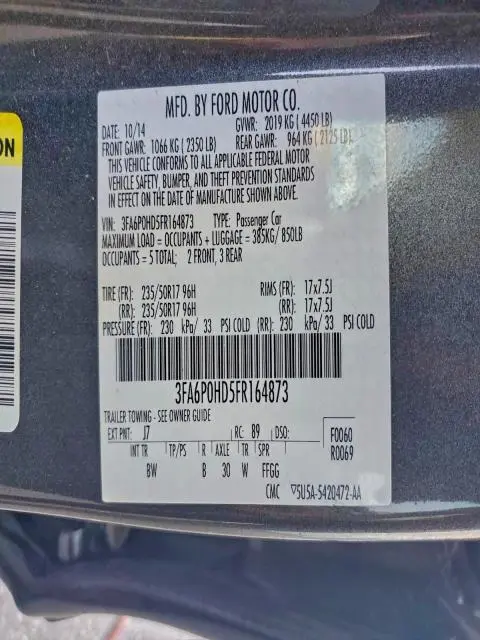 MFD. BY FORD MOTOR CO.
DATE: 10/14 GVWR: 2019 KG ( 4450 LB)
FRONT GAWR: 1066 KG ( 2350 LB) REAR GAWR: 964 KG ( 2125 LB)
THIS VEHICLE CONFORMS TO ALL APPLICABLE FEDERAL MOTOR
VEHICLE SAFETY, BUMPER, AND THEFT PREVENTION STANDARDS
IN EFFECT ON THE DATE OF MANUFACTURE SHOWN ABOVE.
VIN: 3FA6P0HD5FR164873 TYPE: Passenger Car
MAXIMUM LOAD = OCCUPANTS + LUGGAGE = 385KG/ 850LB
OCCUPANTS = 5 TOTAL; 2 FRONT, 3 REAR
TIRE (FR): 235/50R17 96H RIMS (FR): 17x7.5J
(RR): 235/50R17 96H (RR): 17x7.5J
PRESSURE (FR): 230 kPa/ 33 PSI COLD (RR): 230 kPa/ 33 PSI COLD
3FA6P0HD5FR164873
TRAILER TOWING - SEE OWNER GUIDE
EXT PNT: J7 RC: 89 DSO: F0060
INT TR TP/PS R AXLE TR SPR R0069
BW B 30 W FFGG
CMC ▽5U5A-5420472-AA
ON